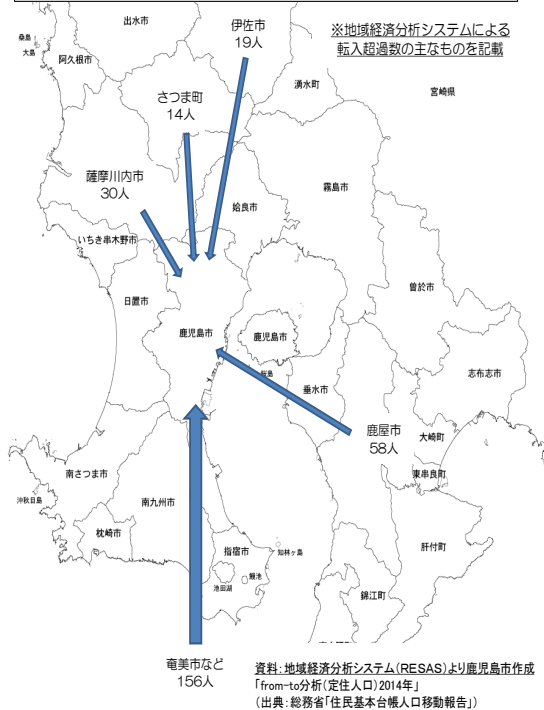 出水市
伊佐市
19人
※地域経済分析システムによる
転入超過数の主なものを記載
桑島
大島
阿久根市
さつま町
14人
湧水町
宮崎県
薩摩川内市
30人
霧島市
姶良市
いちき串木野市
日置市
曽於市
鹿児島市
鹿児島市
志布志市
垂水市
鹿屋市
58人
大崎町
東串良町
南さつま市
沖秋目島
南九州市
枕崎市
指宿市
知林ヶ島
鰻池
池田湖
肝付町
錦江町
奄美市など
156人
資料:地域経済分析システム(RESAS)より鹿児島市作成
「from-to分析(定住人口)2014年」
(出典:総務省「住民基本台帳人口移動報告」)